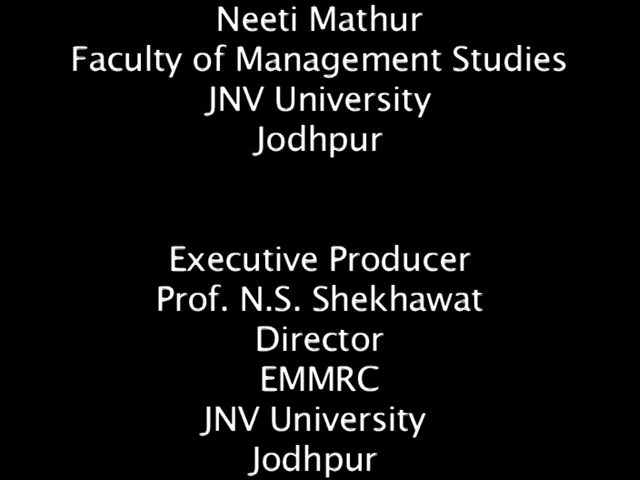 Neeti Mathur
Faculty of Management Studies
JNV University
Jodhpur
Executive Producer
Prof. N.S. Shekhawat
Director
EMMRC
JNV University
Jodhpur